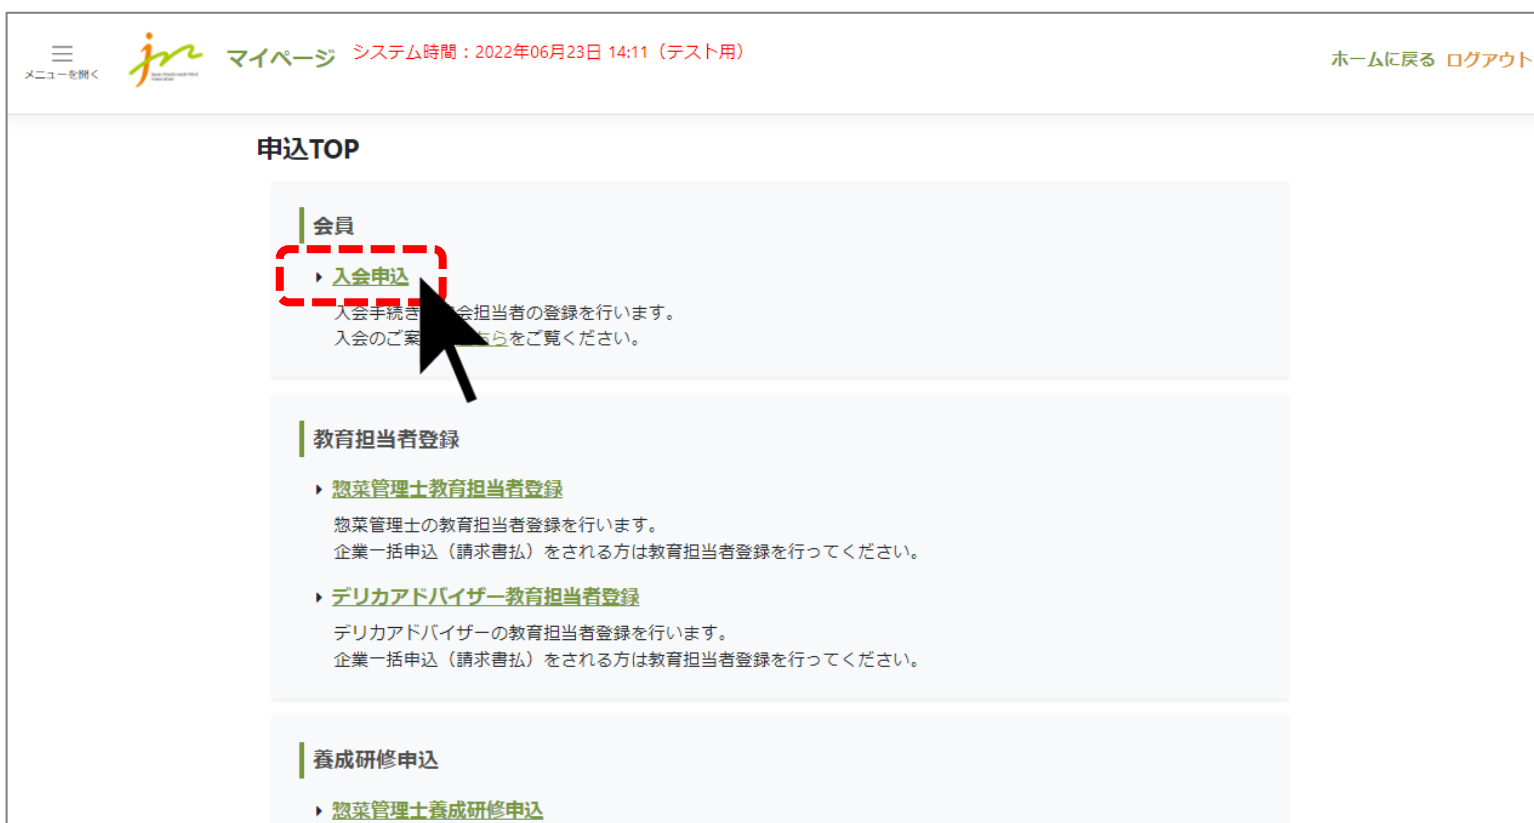 メニューを開く
マイページ
システム時間：2022年06月23日 14:11（テスト用）
ホームに戻る ログアウト
申込TOP
会員
入会申込
入会手続き 会担当者の登録を行います。
入会のご案 ちらをご覧ください。
教育担当者登録
惣菜管理士教育担当者登録
惣菜管理士の教育担当者登録を行います。
企業一括申込（請求書払）をされる方は教育担当者登録を行ってください。
デリカアドバイザー教育担当者登録
デリカアドバイザーの教育担当者登録を行います。
企業一括申込（請求書払）をされる方は教育担当者登録を行ってください。
養成研修申込
惣菜管理士養成研修申込